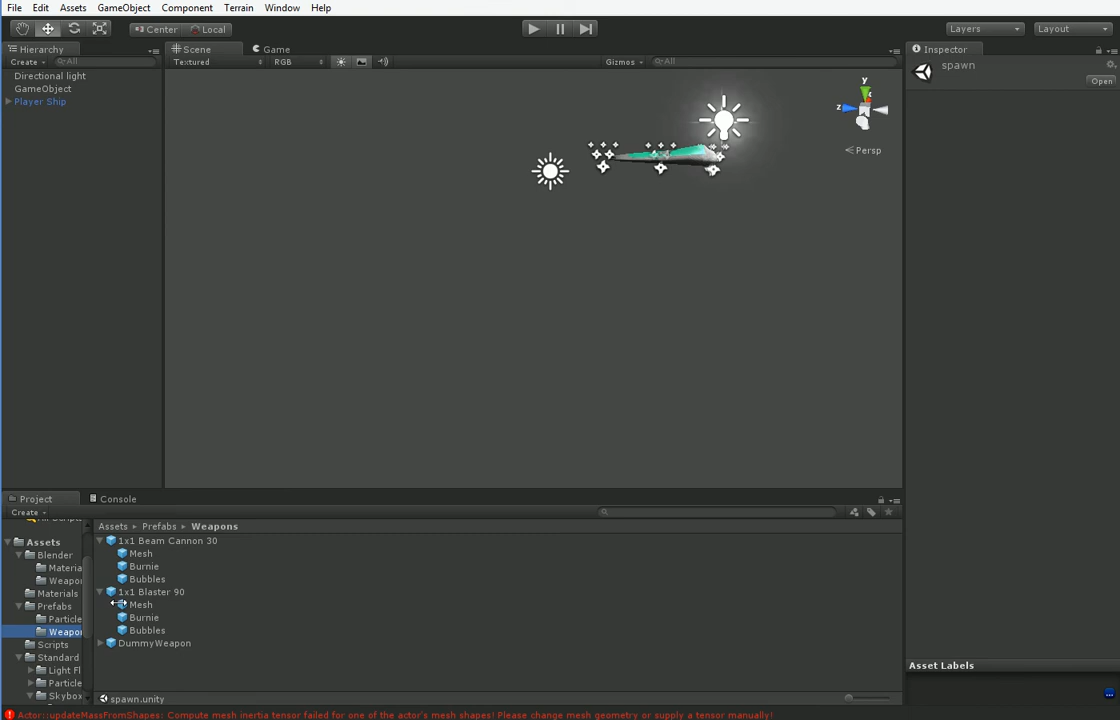 File Edit Assets GameObject Component Terrain Window Help
Center Local Layers Layout
Hierarchy Scene Game Inspector
Create All Textured RGB Gizmos All spawn
Open
Directional light
GameObject
Player Ship
y
z
Persp
Project Console
Create
Assets Prefabs Weapons
Assets
Blender
Materia
Weapo
Materials
Prefabs
Particle
Weapo
Scripts
Standard
Light Fl
Particle
Skybo
1x1 Beam Cannon 30
Mesh
Burnie
Bubbles
1x1 Blaster 90
Mesh
Burnie
Bubbles
DummyWeapon
spawn.unity
Asset Labels
Actor::updateMassFromShapes: Compute mesh inertia tensor failed for one of the actor's mesh shapes! Please change mesh geometry or supply a tensor manually!